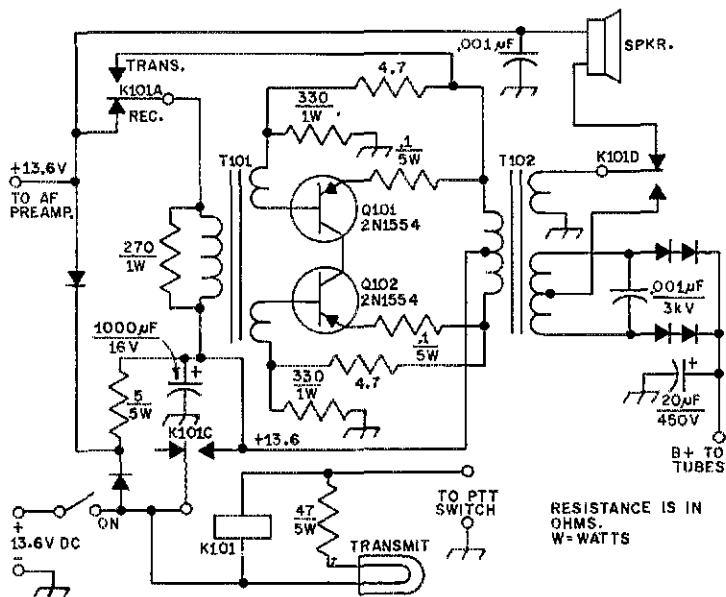 .001µF
SPKR.
TRANS.
K101A
REC.
4.7
330
1W
.1
5W
+13.6V
TO AF
PREAMP.
T101
T102
K101D
Q101
2N1554
270
1W
Q102
2N1554
.001µF
3kV
1000µF
16V
+
.1
5W
4.7
330
1W
5
5W
K101C
+13.6
+
20µF
450V
B+ TO
TUBES
ON
+
13.6V DC
-
K101
47
5W
TO PTT
SWITCH
TRANSMIT
RESISTANCE IS IN
OHMS.
W=WATTS